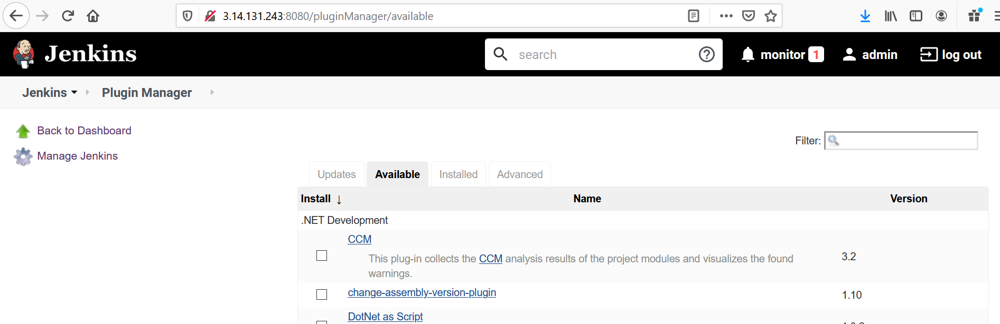 3.14.131.243:8080/pluginManager/available
Jenkins
search
monitor 1
admin
log out
Jenkins
Plugin Manager
Back to Dashboard
Manage Jenkins
Filter:
Updates
Available
Installed
Advanced
Install ↓
Name
Version
.NET Development
CCM
This plug-in collects the CCM analysis results of the project modules and visualizes the found
warnings.
3.2
change-assembly-version-plugin
1.10
DotNet as Script